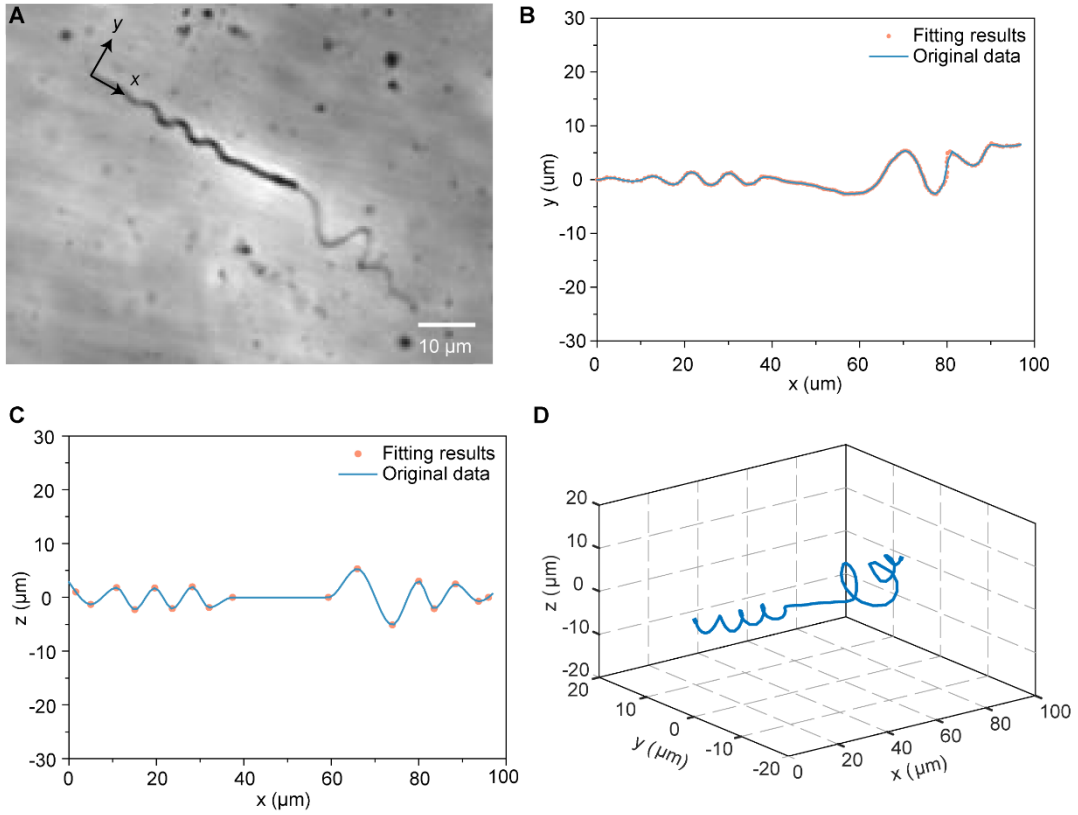 A
y
x
10 μm
B
30
20
10
0
-10
-20
-30
y (um)
Fitting results
Original data
0 20 40 60 80 100
x (um)
C
30
20
10
0
-10
-20
-30
z (μm)
Fitting results
Original data
0 20 40 60 80 100
x (μm)
D
20
10
0
-10
-20
z (μm)
20
10
0
-10
-20
y (μm)
0
20
40
60
80
100
x (μm)